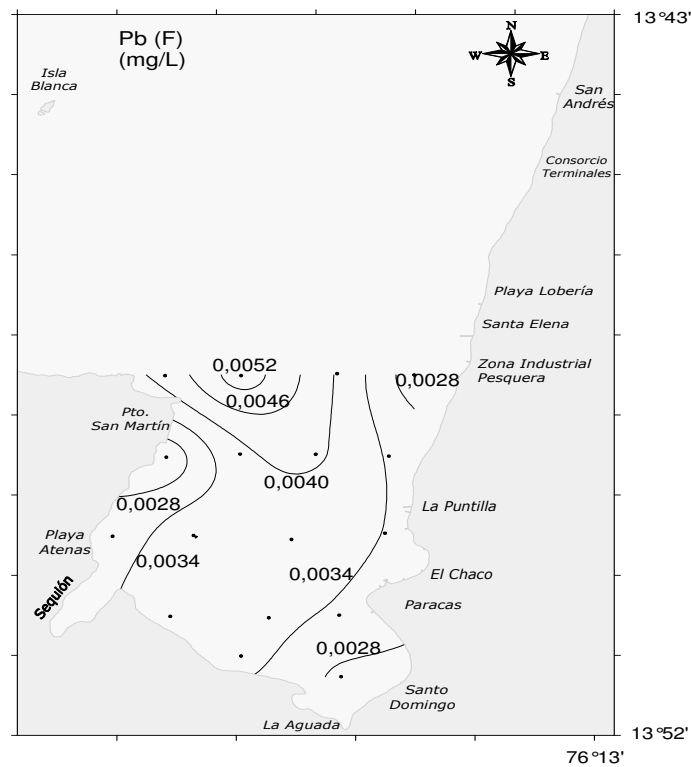 Pb (F)
(mg/L)
13°43'
N
W E
S
Isla
Blanca
San
Andrés
Consorcio
Terminales
Playa Lobería
Santa Elena
Zona Industrial
Pesquera
0,0052
0,0028
0,0046
Pto.
San Martín
0,0040
0,0028
La Puntilla
Playa
Atenas
0,0034
0,0034
El Chaco
Sequión
Paracas
0,0028
Santo
Domingo
La Aguada
13°52'
76°13'